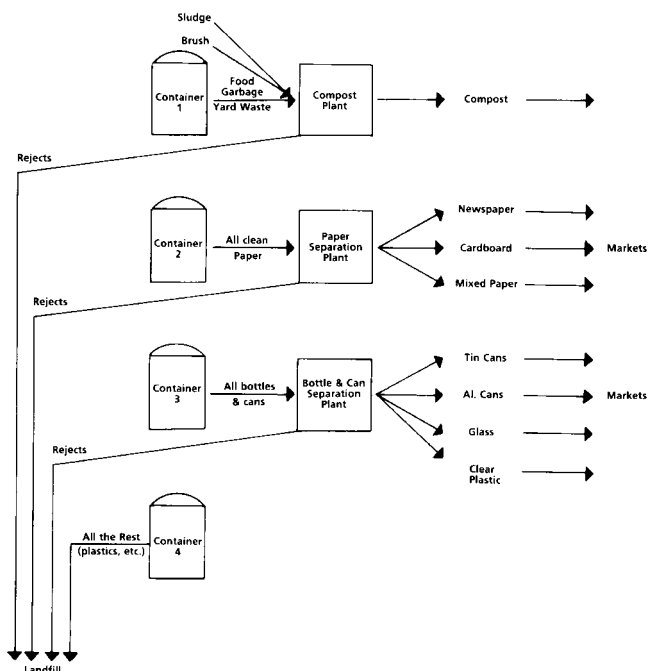 Sludge
Brush
Container
1
Food
Garbage
Yard Waste
Compost
Plant
Compost
Rejects
Container
2
All clean
Paper
Paper
Separation
Plant
Newspaper
Cardboard
Markets
Mixed Paper
Rejects
Container
3
All bottles
& cans
Bottle & Can
Separation
Plant
Tin Cans
Al. Cans
Markets
Glass
Clear
Plastic
Rejects
All the Rest
(plastics, etc.)
Container
4
Landfill